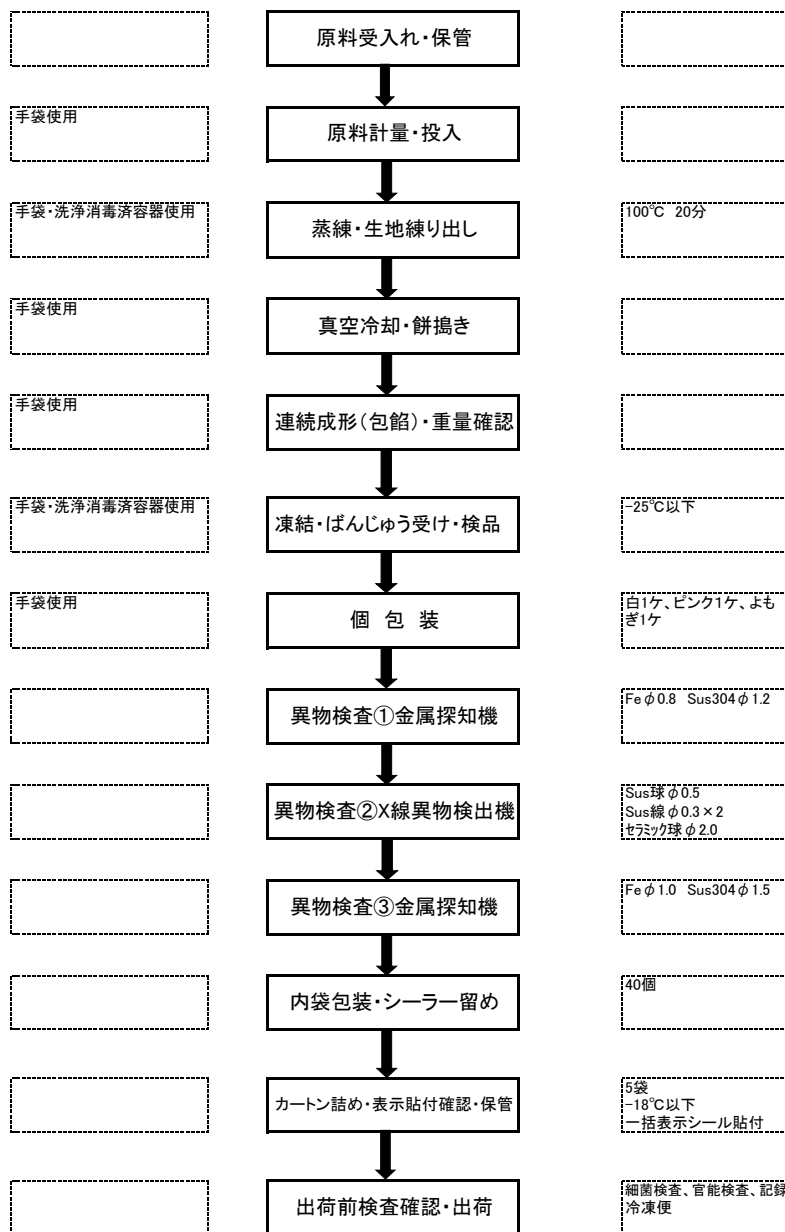 原料受入れ・保管
手袋使用
原料計量・投入
手袋・洗浄消毒済容器使用
蒸練・生地練り出し
100℃ 20分
手袋使用
真空冷却・餅搗き
手袋使用
連続成形(包餡)・重量確認
手袋・洗浄消毒済容器使用
凍結・ばんじゅう受け・検品
-25℃以下
手袋使用
個 包 装
白1ケ、ピンク1ケ、よも
ぎ1ケ
異物検査①金属探知機
Feφ0.8 Sus304φ1.2
異物検査②X線異物検出機
Sus球φ0.5
Sus線φ0.3×2
セラミック球φ2.0
異物検査③金属探知機
Feφ1.0 Sus304φ1.5
内袋包装・シーラー留め
40個
カートン詰め・表示貼付確認・保管
5袋
-18℃以下
一括表示シール貼付
出荷前検査確認・出荷
細菌検査、官能検査、記録
冷凍便